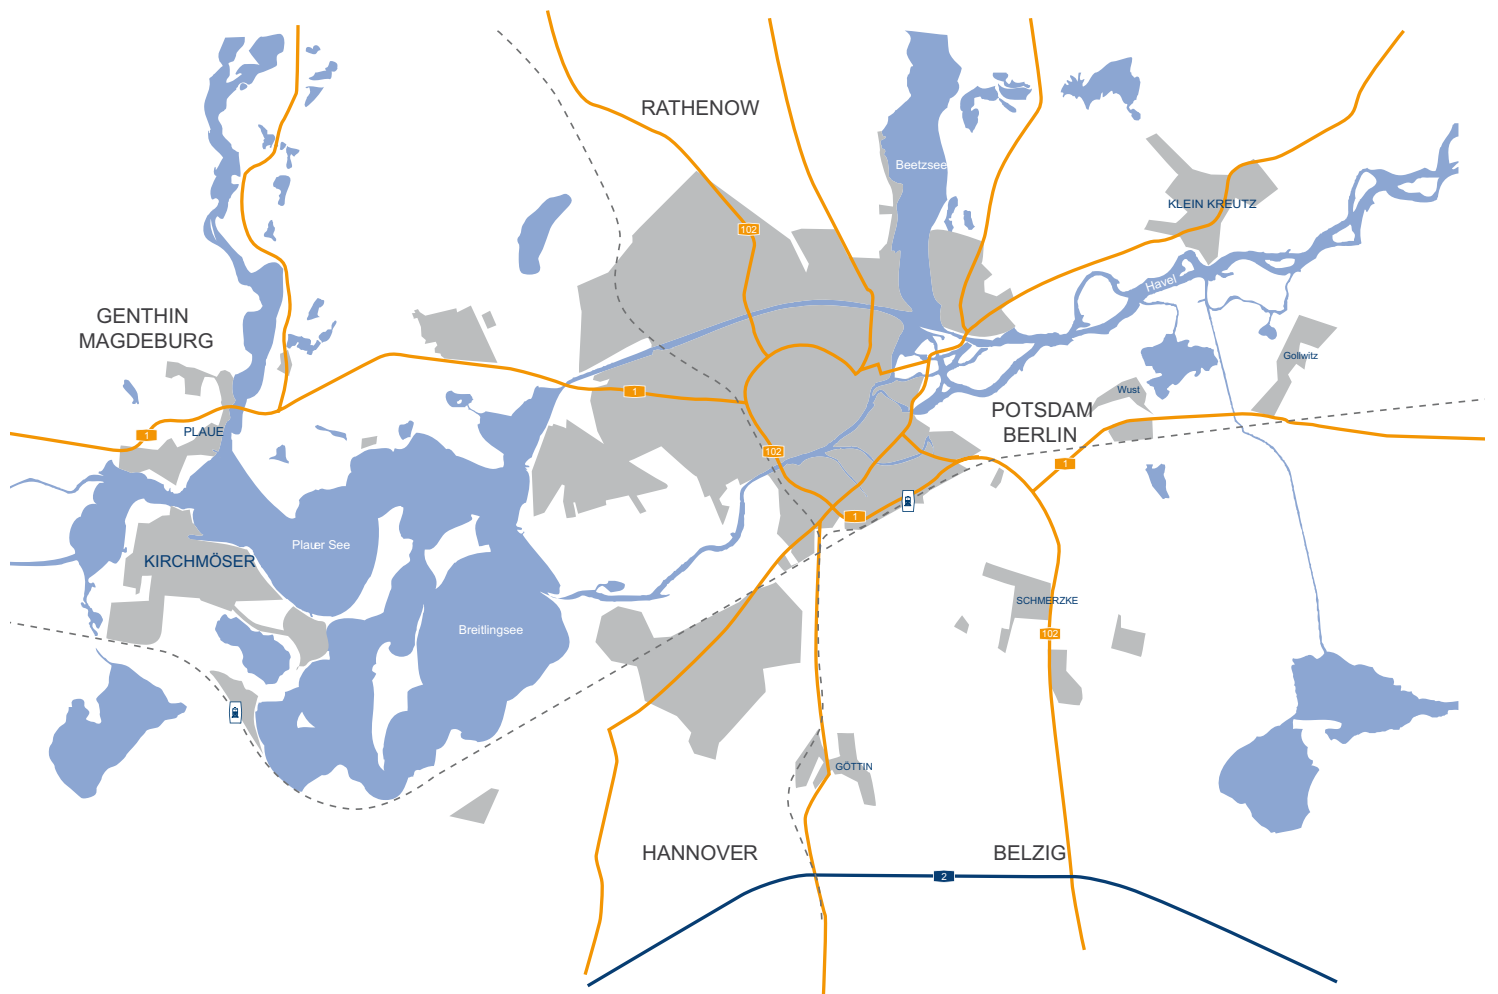 RATHENOW
Beetzsee
KLEIN KREUTZ
102
Havel
GENTHIN
MAGDEBURG
Gollwitz
1
Wust
POTSDAM
BERLIN
1
PLAUE
102
1
1
Plauer See
KIRCHMÖSER
SCHMERZKE
Breitlingsee
102
GÖTTIN
HANNOVER
BELZIG
2